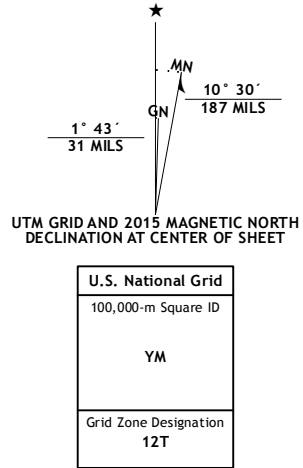 ★
MN
GN
10° 30´
187 MILS
1° 43´
31 MILS
UTM GRID AND 2015 MAGNETIC NORTH
DECLINATION AT CENTER OF SHEET
U.S. National Grid
100,000-m Square ID
YM
Grid Zone Designation
12T